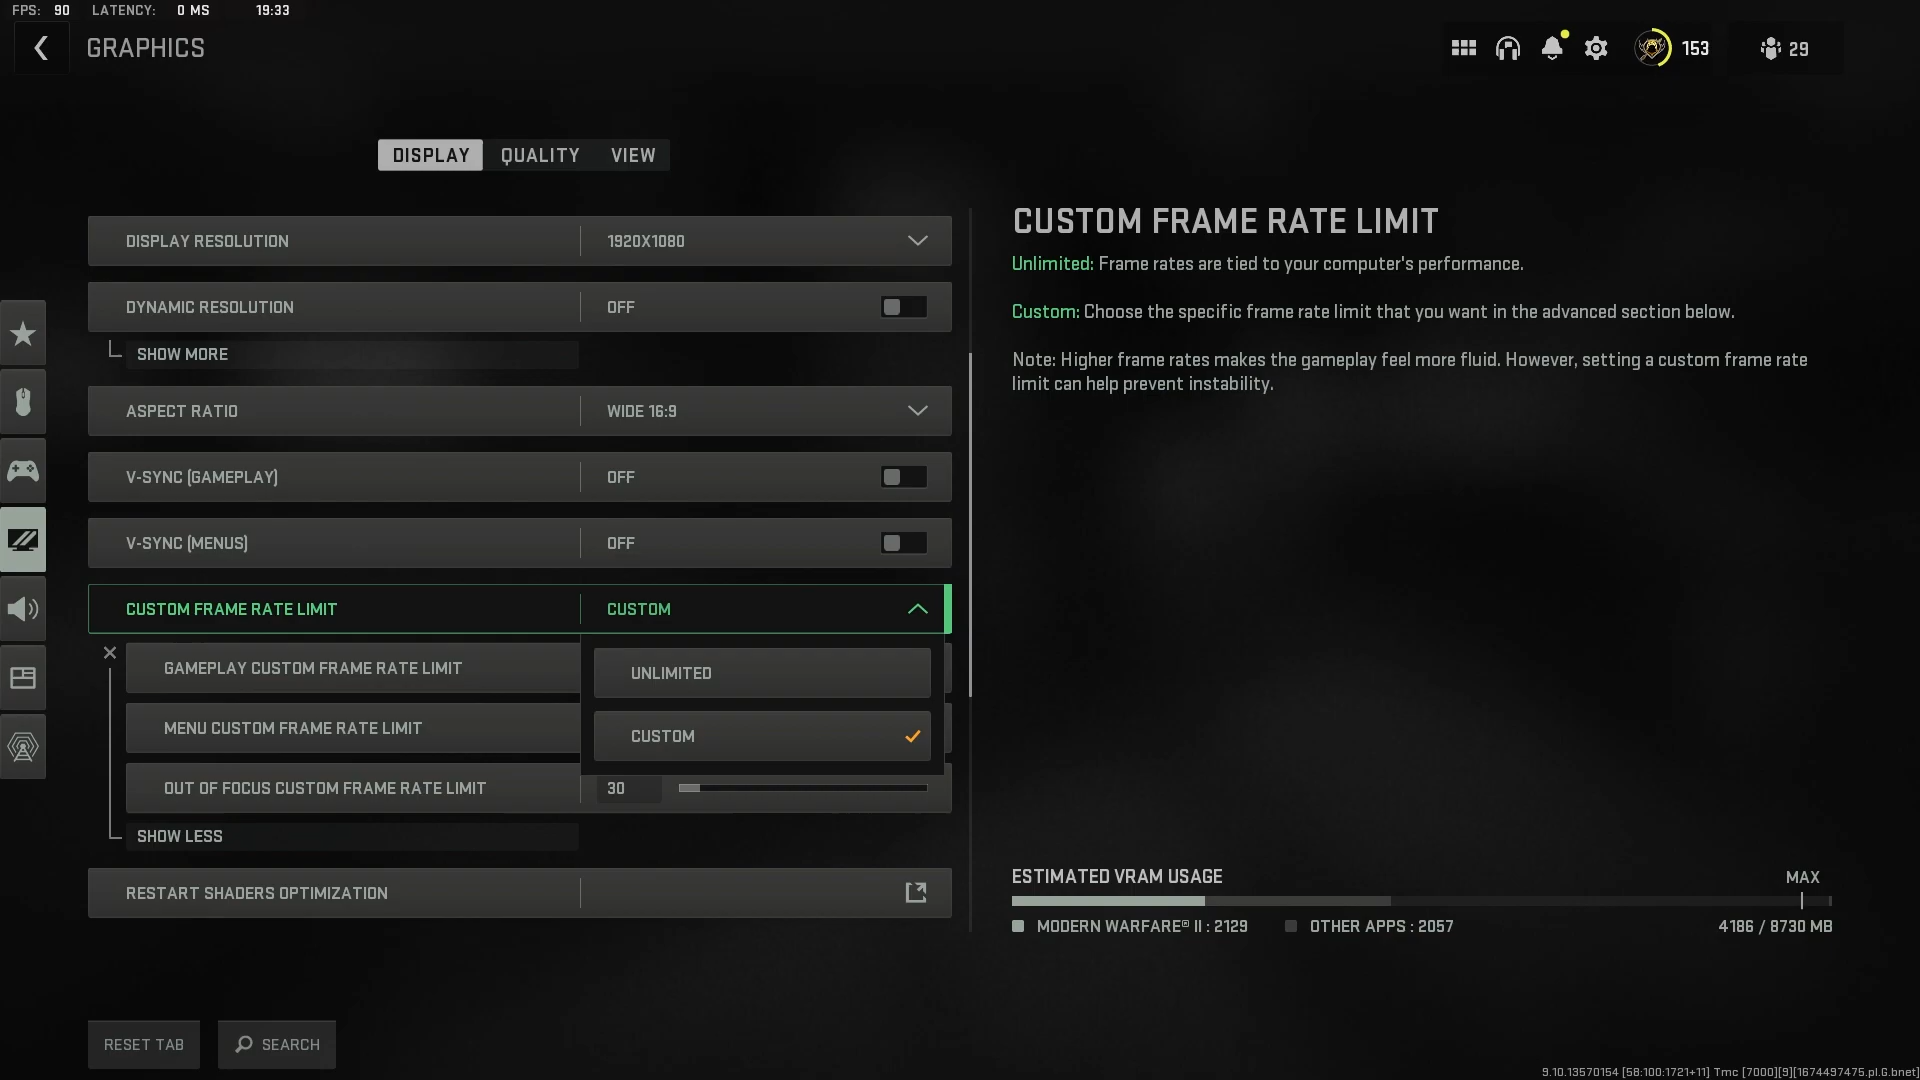 FPS: 90 LATENCY: 0 MS 19:33
GRAPHICS
153
29
DISPLAY QUALITY VIEW
DISPLAY RESOLUTION 1920X1080
DYNAMIC RESOLUTION OFF
SHOW MORE
ASPECT RATIO WIDE 16:9
V-SYNC (GAMEPLAY) OFF
V-SYNC (MENUS) OFF
CUSTOM FRAME RATE LIMIT CUSTOM
GAMEPLAY CUSTOM FRAME RATE LIMIT
UNLIMITED
MENU CUSTOM FRAME RATE LIMIT
CUSTOM
OUT OF FOCUS CUSTOM FRAME RATE LIMIT 30
SHOW LESS
RESTART SHADERS OPTIMIZATION
CUSTOM FRAME RATE LIMIT
Unlimited: Frame rates are tied to your computer's performance.
Custom: Choose the specific frame rate limit that you want in the advanced section below.
Note: Higher frame rates makes the gameplay feel more fluid. However, setting a custom frame rate
limit can help prevent instability.
ESTIMATED VRAM USAGE MAX
MODERN WARFARE® II : 2129 OTHER APPS : 2057 4186 / 8730 MB
RESET TAB SEARCH
9.10.13570154 [58:100:1721+11] Tmc [7000][9][1674497475.pl.G.bnet]